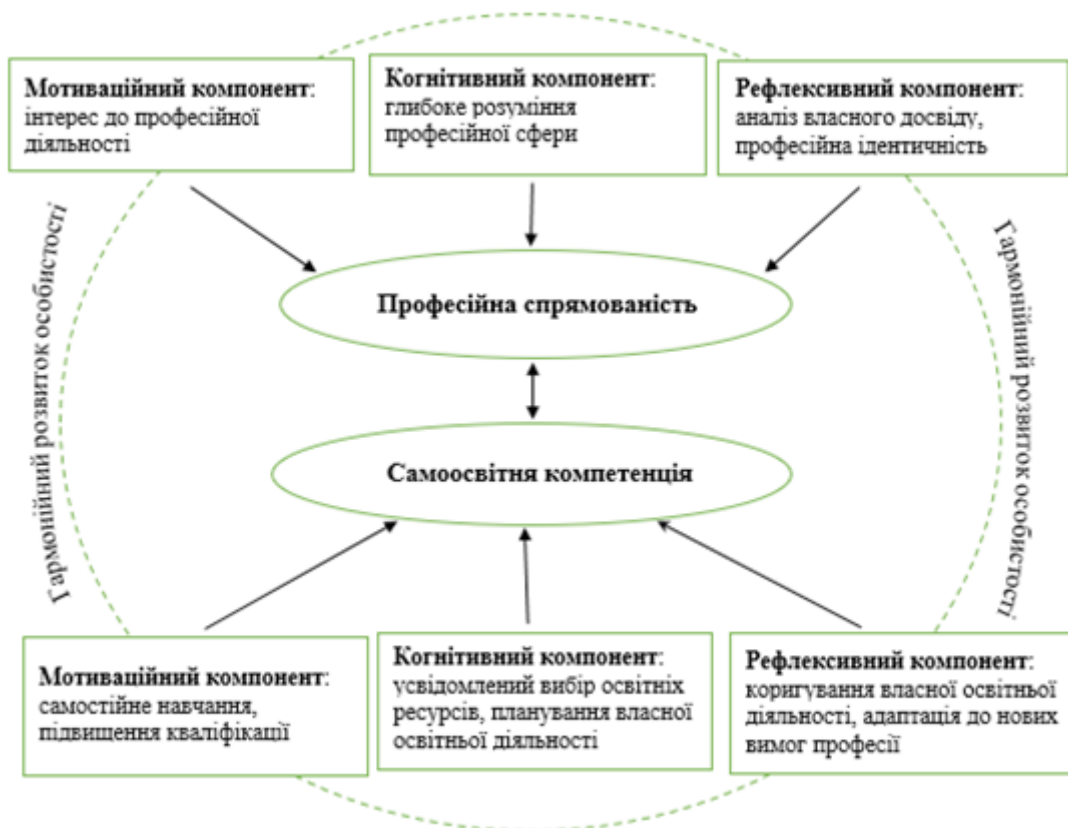 Мотиваційний компонент:
інтерес до професійної
діяльності
Когнітивний компонент:
глибоке розуміння
професійної сфери
Рефлексивний компонент:
аналіз власного досвіду,
професійна ідентичність
Гармонійний розвиток особистості
Професійна спрямованість
Гармонійний розвиток особистості
Самоосвітня компетенція
Мотиваційний компонент:
самостійне навчання,
підвищення кваліфікації
Когнітивний компонент:
усвідомлений вибір освітніх
ресурсів, планування власної
освітньої діяльності
Рефлексивний компонент:
коригування власної освітньої
діяльності, адаптація до нових
вимог професії